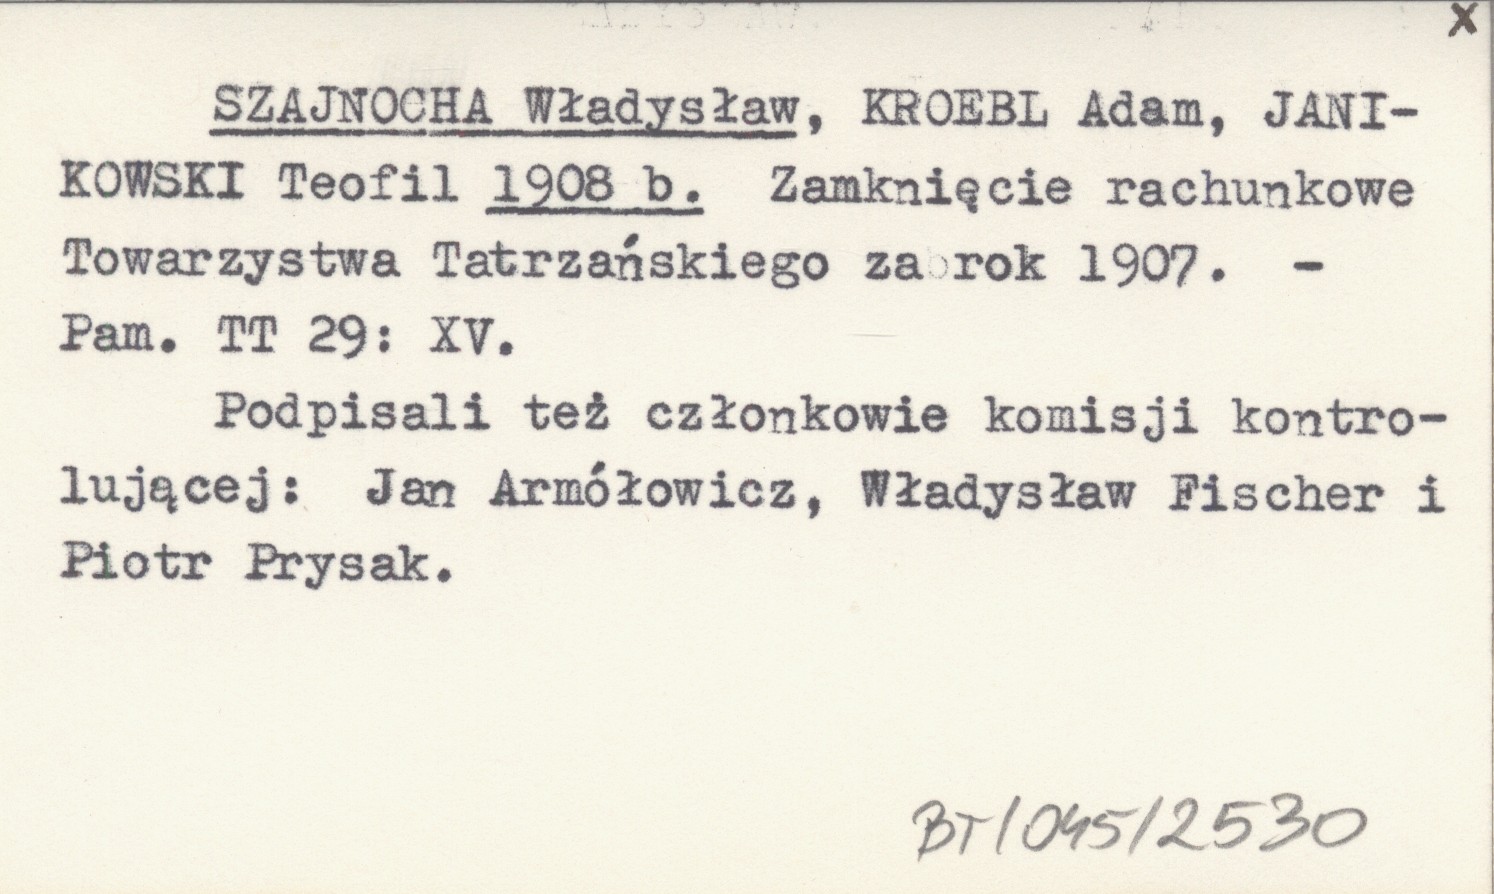 x
SZAJNOCHA Władysław, KROEBL Adam, JANI-
KOWSKI Teofil 1908 b. Zamknięcie rachunkowe
Towarzystwa Tatrzańskiego za rok 1907. -
Pam. TT 29: XV.
Podpisali też członkowie komisji kontro-
lującej: Jan Armółowicz, Władysław Fischer i
Piotr Prysak.
BT/045/2530